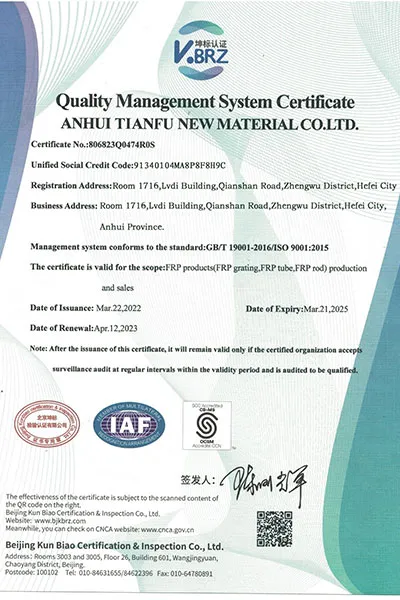 坤标认证
K.BRZ
Quality Management System Certificate
ANHUI TIANFU NEW MATERIAL CO.LTD.
Certificate No.:806823Q0474R0S
Unified Social Credit Code:91340104MA8P8F8H9C
Registration Address:Room 1716,Lvdi Building,Qianshan Road,Zhengwu District,Hefei City
Business Address: Room 1716,Lvdi Building,Qianshan Road,Zhengwu District,Hefei City,
Anhui Province.
Management system conforms to the standard:GB/T 19001-2016/ISO 9001:2015
The certificate is valid for the scope:FRP products(FRP grating,FRP tube,FRP rod) production
and sales
Date of Issuance: Mar.22,2022
Date of Expiry:Mar.21,2025
Date of Renewal:Apr.12,2023
Note: After the issuance of this certificate, it will remain valid only if the certified organization accepts
surveillance audit at regular intervals within the validity period and is audited to be qualified.
北京坤标
检验认证有限公司
证书专用章
MEMBER OF MULTILATERAL
IAF
RECOGNITION ARRANGEMENT
签发人:
The effectiveness of the certificate is subject to the scanned content of
the QR code on the right.
Beijing Kun Biao Certification & Inspection Co., Ltd.
Website: www.bjkbrz.com
Meanwhile, you can check on CNCA website: www.cnca.gov.cn
Beijing Kun Biao Certification & Inspection Co., Ltd.
Address: Rooms 3003 and 3005, Floor 26, Building 601, Wangjingyuan,
Chaoyang District, Beijing.
Postcode: 100102 Tel: 010-84631655/84622396 Fax: 010-64780891